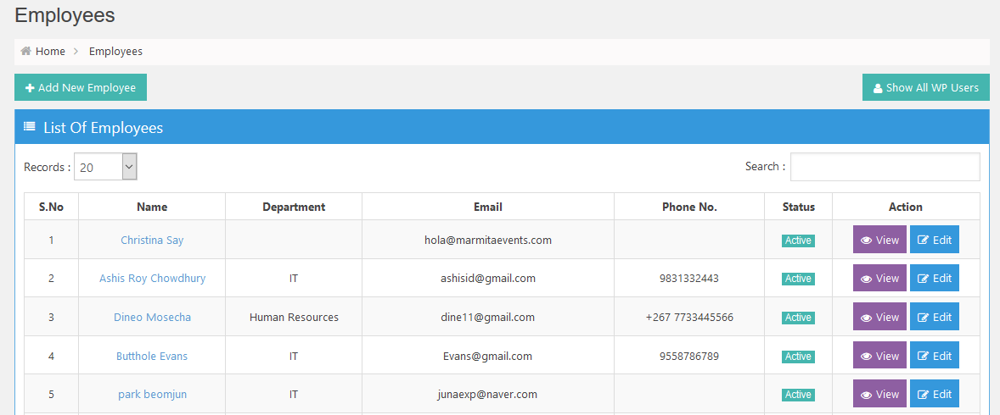 Employees
Home > Employees
Add New Employee
Show All WP Users
List Of Employees
Records : 20
Search :
S.No Name Department Email Phone No. Status Action
1 Christina Say hola@marmitaevents.com Active View Edit
2 Ashis Roy Chowdhury IT ashisid@gmail.com 9831332443 Active View Edit
3 Dineo Mosecha Human Resources dine11@gmail.com +267 7733445566 Active View Edit
4 Butthole Evans IT Evans@gmail.com 9558786789 Active View Edit
5 park beomjun IT junaexp@naver.com Active View Edit